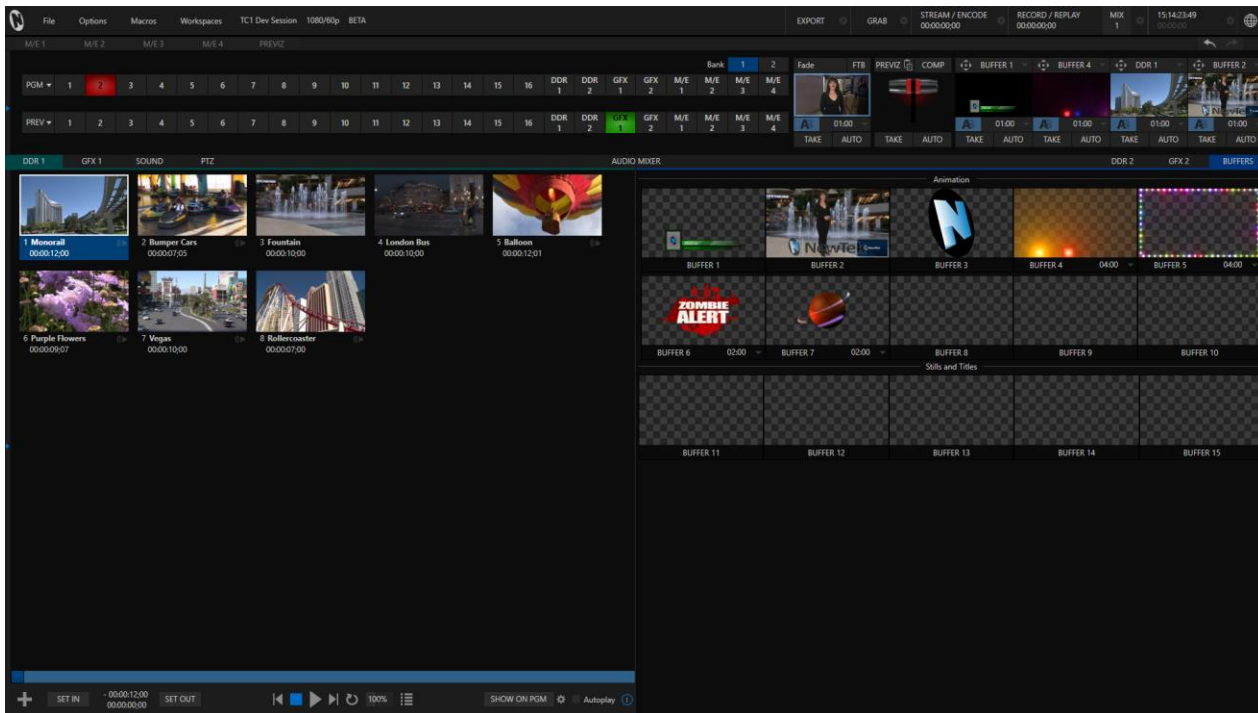 File Options Macros Workspaces TC1 Dev Session 1080/60p BETA EXPORT GRAB STREAM / ENCODE 00:00:00;00 RECORD / REPLAY 00:00:00;00 MIX 1 15:14:23:49 00:00:00;00
M/E 1 M/E 2 M/E 3 M/E 4 PREVIZ
Bank 1 2 Fade FTB PREVIZ COMP BUFFER 1 BUFFER 4 DDR 1 BUFFER 2
PGM 1 2 3 4 5 6 7 8 9 10 11 12 13 14 15 16 DDR 1 DDR 2 GFX 1 GFX 2 M/E 1 M/E 2 M/E 3 M/E 4
PREV 1 2 3 4 5 6 7 8 9 10 11 12 13 14 15 16 DDR 1 DDR 2 GFX 1 GFX 2 M/E 1 M/E 2 M/E 3 M/E 4
01:00 01:00 01:00 01:00 01:00
TAKE AUTO TAKE AUTO TAKE AUTO TAKE AUTO TAKE AUTO TAKE AUTO
DDR 1 GFX 1 SOUND PTZ AUDIO MIXER DDR 2 GFX 2 BUFFERS
Animation
NewTek
1 Monorail 2 Bumper Cars 3 Fountain 4 London Bus 5 Balloon
00:00:12;00 00:00:07;05 00:00:10;00 00:00:10;00 00:00:12;01
BUFFER 1 BUFFER 2 BUFFER 3 BUFFER 4 04:00 BUFFER 5 04:00
ZOMBIE
ALERT
6 Purple Flowers 7 Vegas 8 Rollercoaster
00:00:09;07 00:00:10;00 00:00:07;00
BUFFER 6 02:00 BUFFER 7 02:00 BUFFER 8 BUFFER 9 BUFFER 10
Stills and Titles
BUFFER 11 BUFFER 12 BUFFER 13 BUFFER 14 BUFFER 15
SET IN - 00:00:12;00 00:00:00;00 SET OUT 100% SHOW ON PGM Autoplay